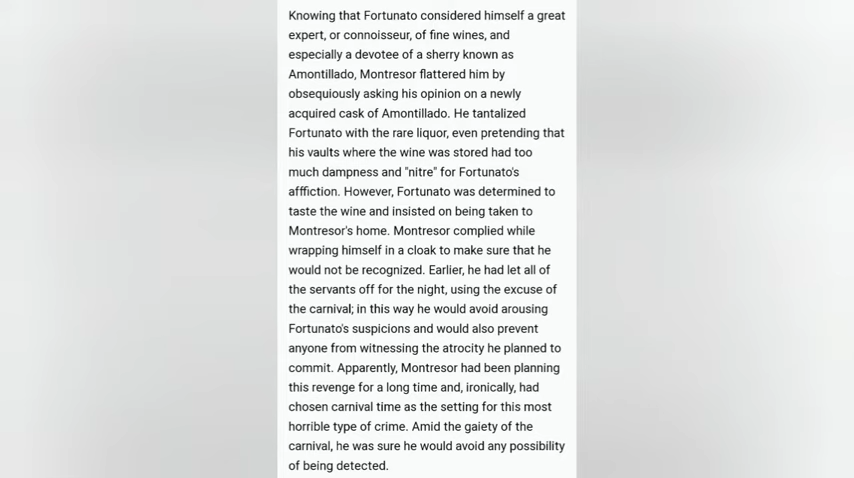 Knowing that Fortunato considered himself a great
expert, or connoisseur, of fine wines, and
especially a devotee of a sherry known as
Amontillado, Montresor flattered him by
obsequiously asking his opinion on a newly
acquired cask of Amontillado. He tantalized
Fortunato with the rare liquor, even pretending that
his vaults where the wine was stored had too
much dampness and "nitre" for Fortunato's
afffiction. However, Fortunato was determined to
taste the wine and insisted on being taken to
Montresor's home. Montresor complied while
wrapping himself in a cloak to make sure that he
would not be recognized. Earlier, he had let all of
the servants off for the night, using the excuse of
the carnival; in this way he would avoid arousing
Fortunato's suspicions and would also prevent
anyone from witnessing the atrocity he planned to
commit. Apparently, Montresor had been planning
this revenge for a long time and, ironically, had
chosen carnival time as the setting for this most
horrible type of crime. Amid the gaiety of the
carnival, he was sure he would avoid any possibility
of being detected.